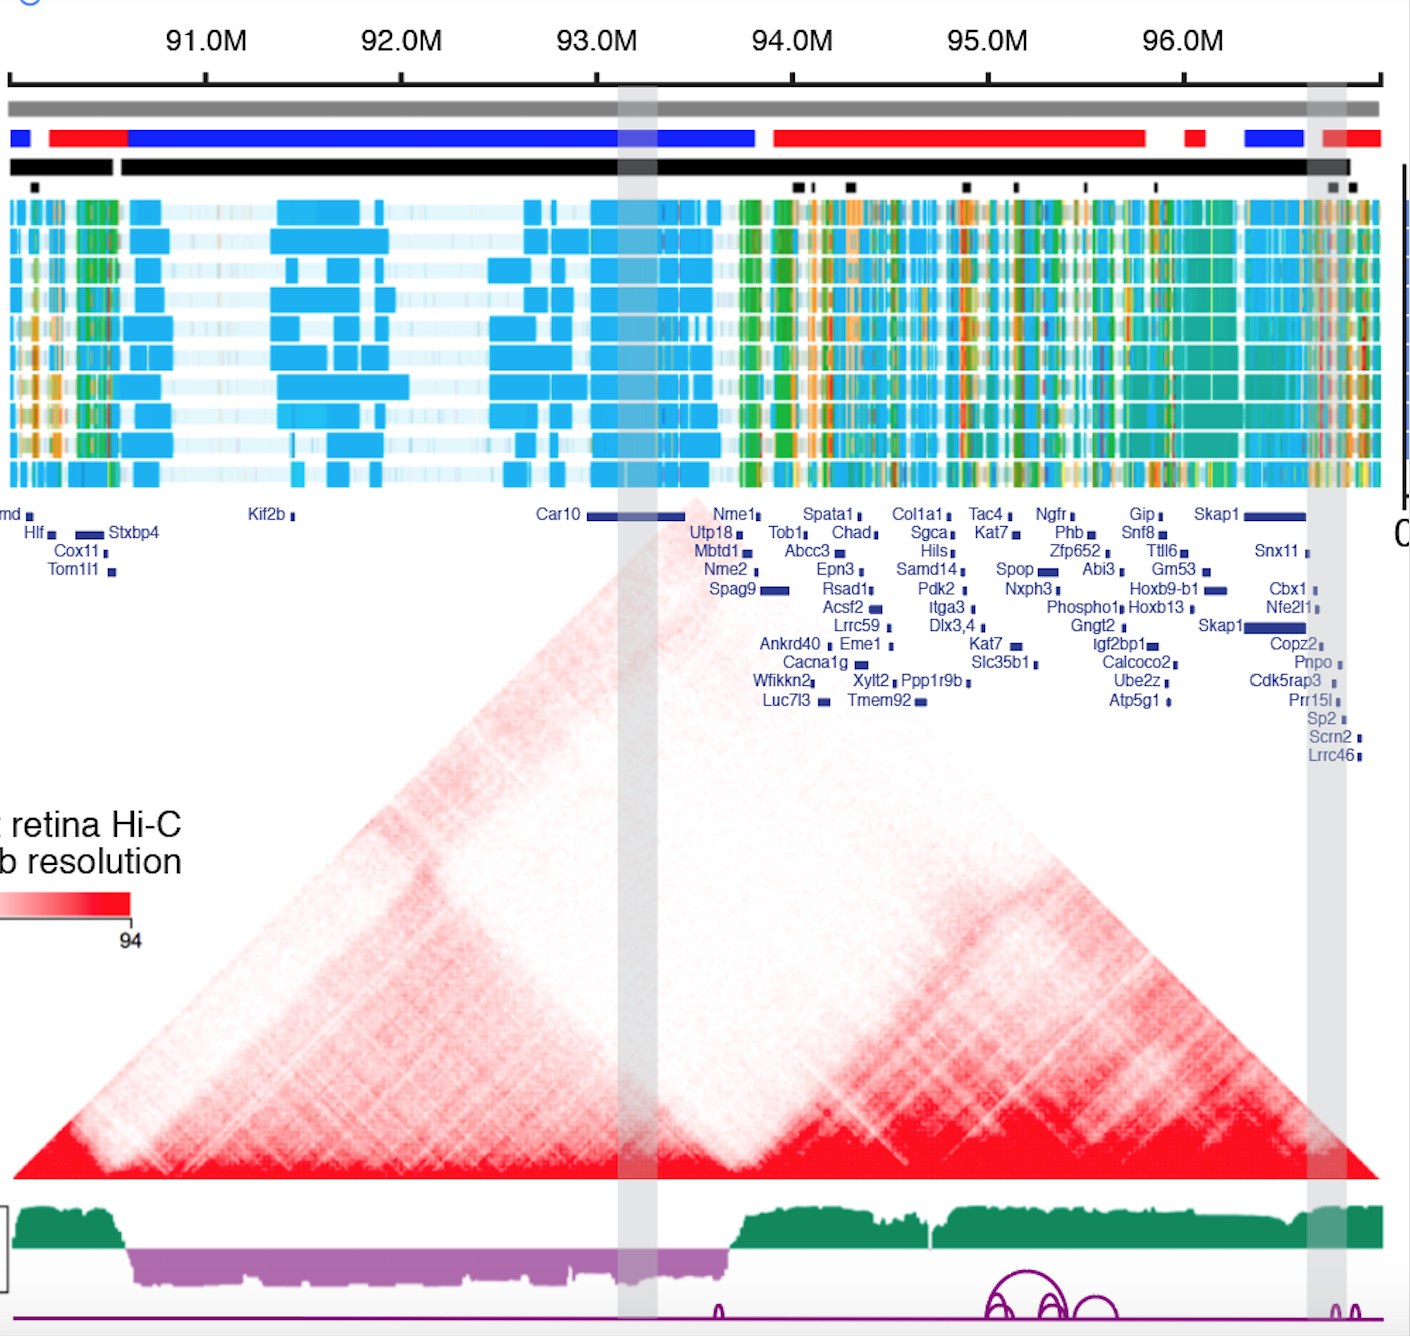 91.0M 92.0M 93.0M 94.0M 95.0M 96.0M
Kif2b Car10 Nme1 Spata1 Col1a1 Tac4 Ngfr Gip Skap1
Hlf Stxbp4 Utp18 Tob1 Chad Sgca Kat7 Phb Snf8
Cox11 Mbtd1 Abcc3 Hils Zfp652 Ttll6 Snx11
Tom1l1 Nme2 Epn3 Samd14 Spop Abi3 Gm53
Spag9 Rsad1 Pdk2 Nxph3 Hoxb9-b1 Cbx1
Acsf2 Itga3 Phospho1 Hoxb13 Nfe2l1
Lrrc59 Dlx3,4 Gngt2 Skap1
Ankrd40 Eme1 Kat7 Igf2bp1 Copz2
Cacna1g Slc35b1 Calcoco2 Pnpo
Wfikkn2 Xylt2 Ppp1r9b Ube2z Cdk5rap3
Luc7l3 Tmem92 Atp5g1 Prr15l
Sp2
Scrn2
Lrrc46
retina Hi-C
b resolution
94